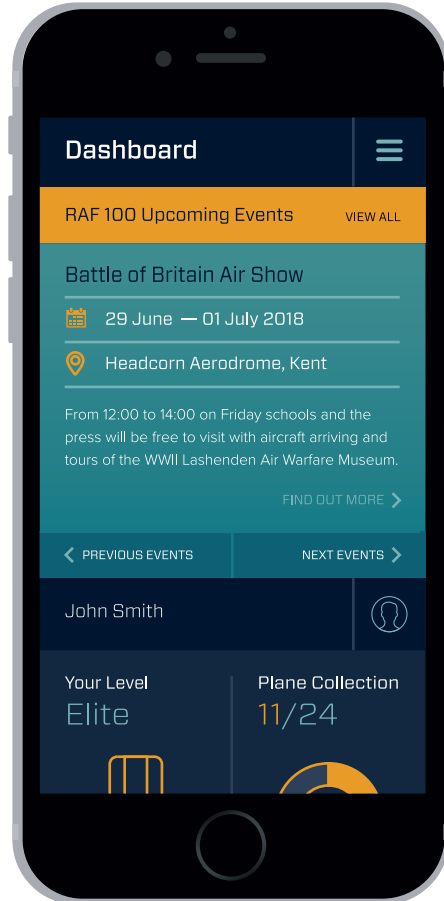 Dashboard
RAF 100 Upcoming Events VIEW ALL
Battle of Britain Air Show
29 June — 01 July 2018
Headcorn Aerodrome, Kent
From 12:00 to 14:00 on Friday schools and the
press will be free to visit with aircraft arriving and
tours of the WWII Lashenden Air Warfare Museum.
FIND OUT MORE
PREVIOUS EVENTS NEXT EVENTS
John Smith
Your Level Plane Collection
Elite 11/24